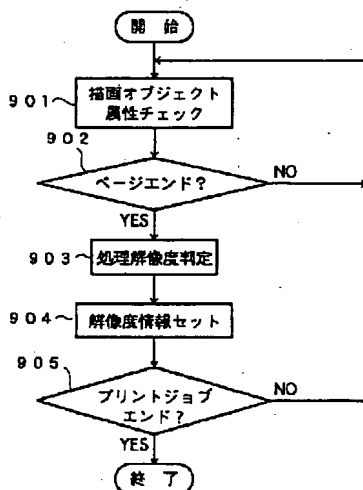 開 始
901
描画オブジェクト
属性チェック
902
ページエンド?
NO
YES
903
処理解像度判定
904
解像度情報セット
905
プリントジョブ
エンド?
NO
YES
終 了